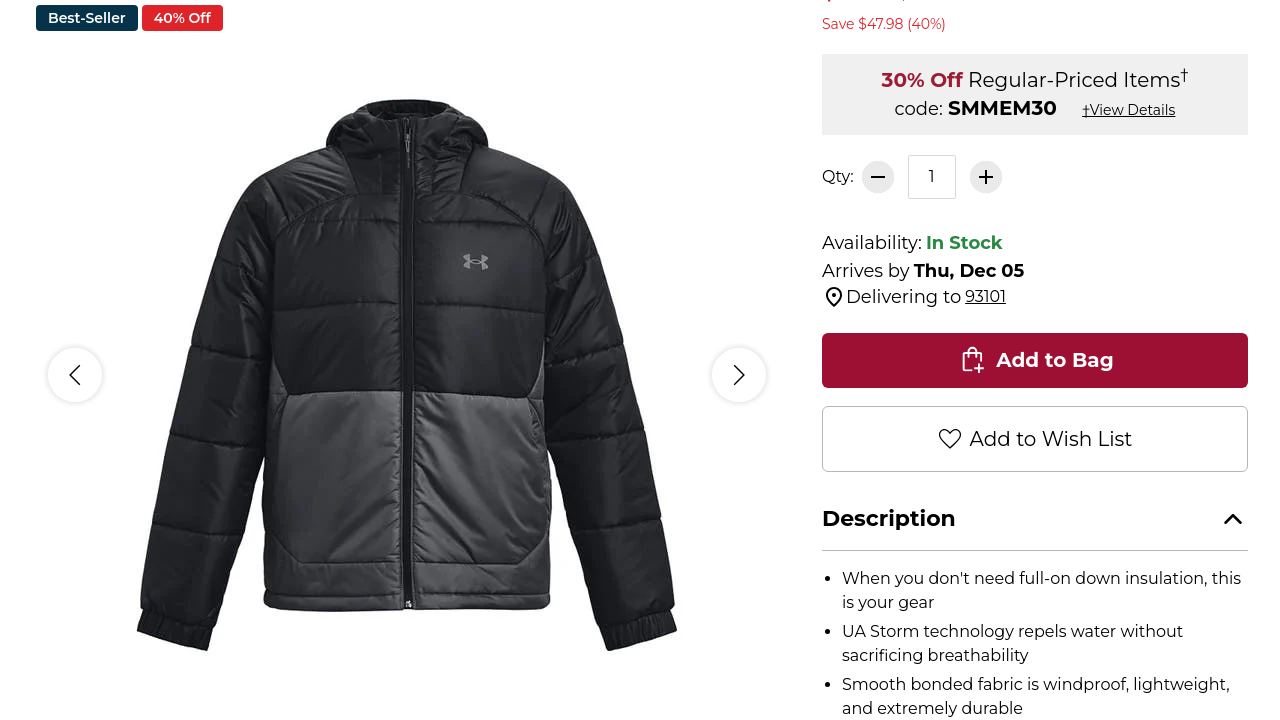 Best-Seller
40% Off
Save $47.98 (40%)
30% Off Regular-Priced Items†
code: SMMEM30 †View Details
Qty: 1
Availability: In Stock
Arrives by Thu, Dec 05
Delivering to 93101
Add to Bag
Add to Wish List
Description
• When you don't need full-on down insulation, this
is your gear
• UA Storm technology repels water without
sacrificing breathability
• Smooth bonded fabric is windproof, lightweight,
and extremely durable